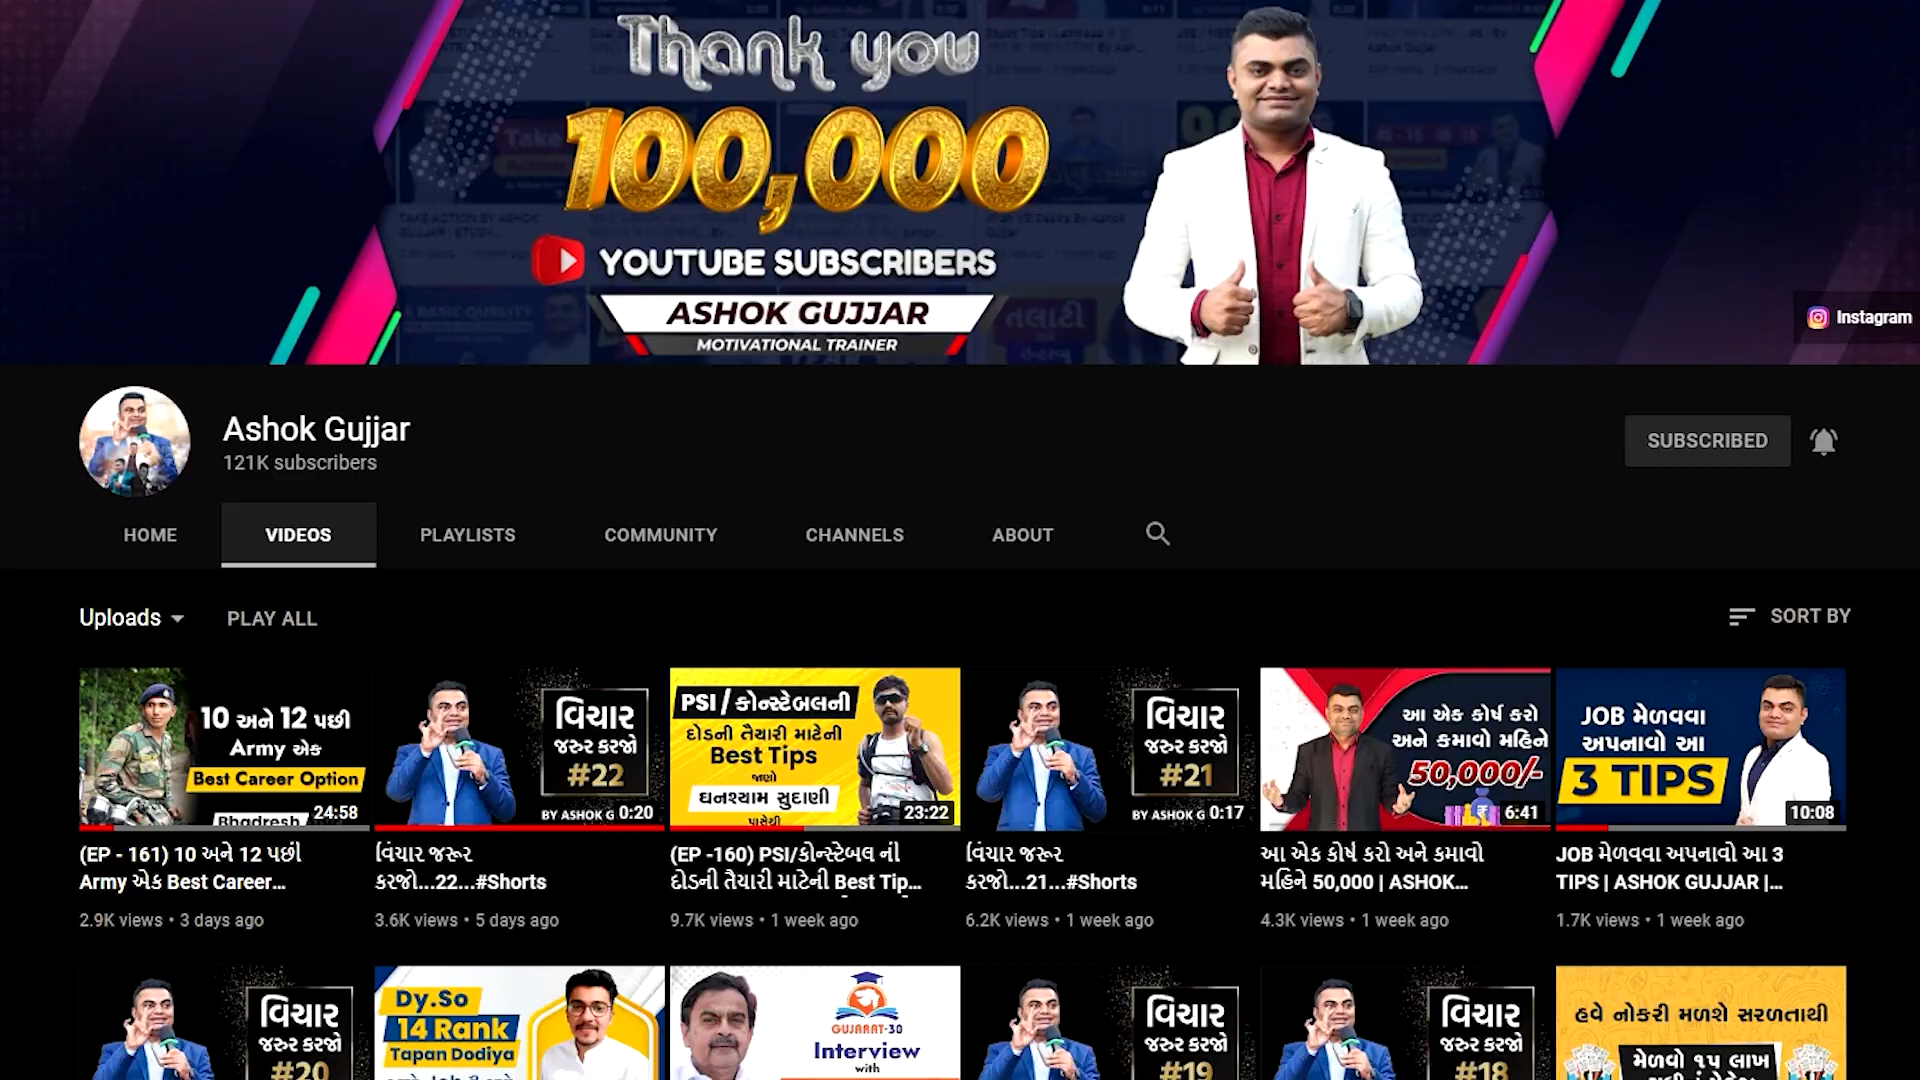 Thank you
100,000
YOUTUBE SUBSCRIBERS
ASHOK GUJJAR
MOTIVATIONAL TRAINER
Instagram
Ashok Gujjar
121K subscribers
SUBSCRIBED
HOME VIDEOS PLAYLISTS COMMUNITY CHANNELS ABOUT
Uploads PLAY ALL SORT BY
10 અને 12 પછી
Army એક
Best Career Option
Bhadresh
24:58
વિચાર
જરુર કરજો
#22
BY ASHOK G 0:20
PSI / કોન્સ્ટેબલની
દોડની તૈયારી માટેની
Best Tips
જાણો
ઘનશ્યામ સુદાણી
પાસેથી
23:22
વિચાર
જરુર કરજો
#21
BY ASHOK G 0:17
આ એક કોર્ષ કરો
અને કમાવો મહિને
50,000/-
6:41
JOB મેળવવા
અપનાવો આ
3 TIPS
10:08
(EP - 161) 10 અને 12 પછી
Army એક Best Career...
2.9K views • 3 days ago
વિચાર જરૂર
કરજો...22...#Shorts
3.6K views • 5 days ago
(EP -160) PSI/કોન્સ્ટેબલ ની
દોડની તૈયારી માટેની Best Tip...
9.7K views • 1 week ago
વિચાર જરૂર
કરજો...21...#Shorts
6.2K views • 1 week ago
આ એક કોર્ષ કરો અને કમાવો
મહિને 50,000 | ASHOK...
4.3K views • 1 week ago
JOB મેળવવા અપનાવો આ 3
TIPS | ASHOK GUJJAR |...
1.7K views • 1 week ago
વિચાર
જરુર કરજો
#20
Dy.So
14 Rank
Tapan Dodiya
GUJARAT-30
Interview
with
વિચાર
જરુર કરજો
#19
વિચાર
જરુર કરજો
#18
હવે નોકરી મળશે સરળતાથી
મેળવો ૧૫ લાખ